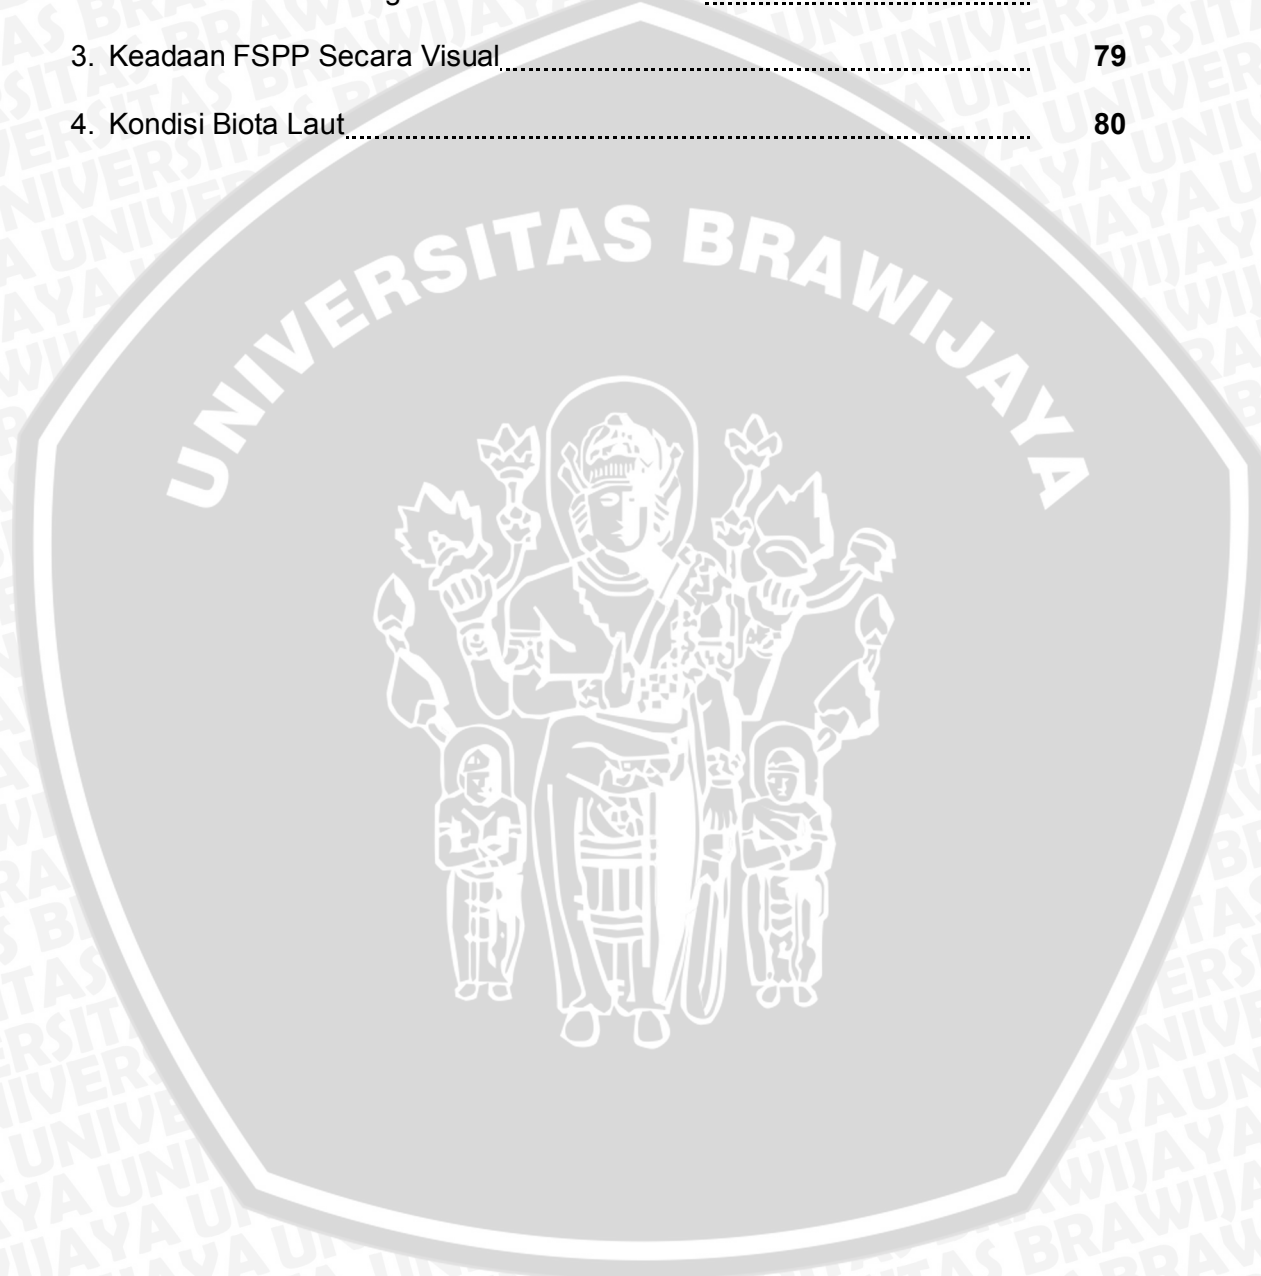 3. Keadaan FSPP Secara Visual 79
4. Kondisi Biota Laut 80
UNIVERSITAS BRAWIJAYA